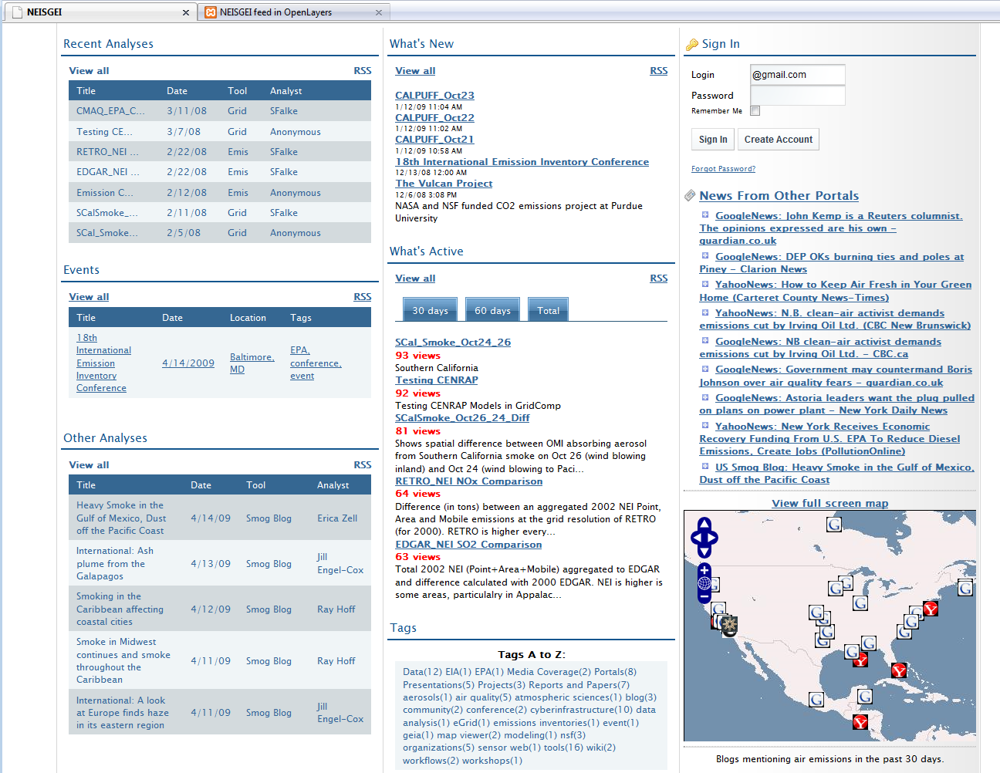 NEISGEI
NEISGEI feed in OpenLayers
Recent Analyses
View all RSS
Title Date Tool Analyst
CMAQ_EPA_C... 3/11/08 Grid SFalke
Testing CE... 3/7/08 Grid Anonymous
RETRO_NEI ... 2/22/08 Emis SFalke
EDGAR_NEI ... 2/22/08 Emis SFalke
Emission C... 2/12/08 Emis Anonymous
SCalSmoke_... 2/11/08 Grid SFalke
SCal_Smoke... 2/5/08 Grid Anonymous
Events
View all RSS
Title Date Location Tags
18th
International
Emission
Inventory
Conference
4/14/2009
Baltimore,
MD
EPA,
conference,
event
Other Analyses
View all RSS
Title Date Tool Analyst
Heavy Smoke in the
Gulf of Mexico, Dust
off the Pacific Coast
4/14/09 Smog Blog Erica Zell
International: Ash
plume from the
Galapagos
4/13/09 Smog Blog
Jill
Engel-Cox
Smoking in the
Caribbean affecting
coastal cities
4/12/09 Smog Blog Ray Hoff
Smoke in Midwest
continues and smoke
throughout the
Caribbean
4/11/09 Smog Blog Ray Hoff
International: A look
at Europe finds haze
in its eastern region
4/11/09 Smog Blog
Jill
Engel-Cox
What's New
View all RSS
CALPUFF_Oct23
1/12/09 11:04 AM
CALPUFF_Oct22
1/12/09 11:02 AM
CALPUFF_Oct21
1/12/09 10:58 AM
18th International Emission Inventory Conference
12/13/08 12:00 AM
The Vulcan Project
12/6/08 3:08 PM
NASA and NSF funded CO2 emissions project at Purdue
University
What's Active
View all RSS
30 days 60 days Total
SCal_Smoke_Oct24_26
93 views
Southern California
Testing CENRAP
92 views
Testing CENRAP Models in GridComp
SCalSmoke_Oct26_24_Diff
81 views
Shows spatial difference between OMI absorbing aerosol
from Southern California smoke on Oct 26 (wind blowing
inland) and Oct 24 (wind blowing to Paci...
RETRO_NEI NOx Comparison
64 views
Difference (in tons) between an aggregated 2002 NEI Point,
Area and Mobile emissions at the grid resolution of RETRO
(for 2000). RETRO is higher every...
EDGAR_NEI SO2 Comparison
63 views
Total 2002 NEI (Point+Area+Mobile) aggregated to EDGAR
and difference calculated with 2000 EDGAR. NEI is higher is
some areas, particulalry in Appalac...
Tags
Tags A to Z:
Data(12) EIA(1) EPA(1) Media Coverage(2) Portals(8)
Presentations(5) Projects(3) Reports and Papers(7)
aerosols(1) air quality(5) atmospheric sciences(1) blog(3)
community(2) conference(2) cyberinfrastructure(10) data
analysis(1) eGrid(1) emissions inventories(1) event(1)
geia(1) map viewer(2) modeling(1) nsf(3)
organizations(5) sensor web(1) tools(16) wiki(2)
workflows(2) workshops(1)
Sign In
Login @gmail.com
Password
Remember Me
Sign In Create Account
Forgot Password?
News From Other Portals
GoogleNews: John Kemp is a Reuters columnist.
The opinions expressed are his own -
guardian.co.uk
GoogleNews: DEP OKs burning ties and poles at
Piney - Clarion News
YahooNews: How to Keep Air Fresh in Your Green
Home (Carteret County News-Times)
YahooNews: N.B. clean-air activist demands
emissions cut by Irving Oil Ltd. (CBC New Brunswick)
GoogleNews: NB clean-air activist demands
emissions cut by Irving Oil Ltd. - CBC.ca
GoogleNews: Government may countermand Boris
Johnson over air quality fears - guardian.co.uk
GoogleNews: Astoria leaders want the plug pulled
on plans on power plant - New York Daily News
YahooNews: New York Receives Economic
Recovery Funding From U.S. EPA To Reduce Diesel
Emissions, Create Jobs (PollutionOnline)
US Smog Blog: Heavy Smoke in the Gulf of Mexico,
Dust off the Pacific Coast
View full screen map
Blogs mentioning air emissions in the past 30 days.